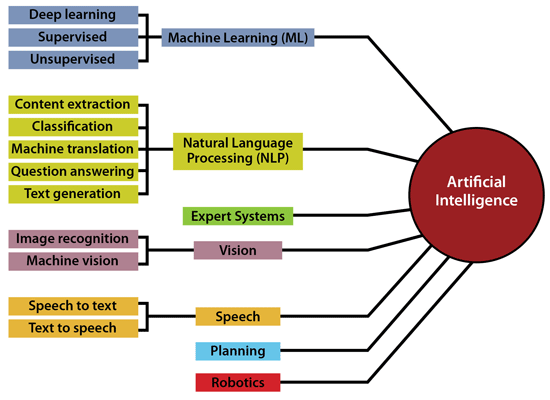 Deep learning
Supervised
Unsupervised
Machine Learning (ML)
Content extraction
Classification
Machine translation
Question answering
Text generation
Natural Language
Processing (NLP)
Expert Systems
Image recognition
Machine vision
Vision
Speech to text
Text to speech
Speech
Planning
Robotics
Artificial
Intelligence